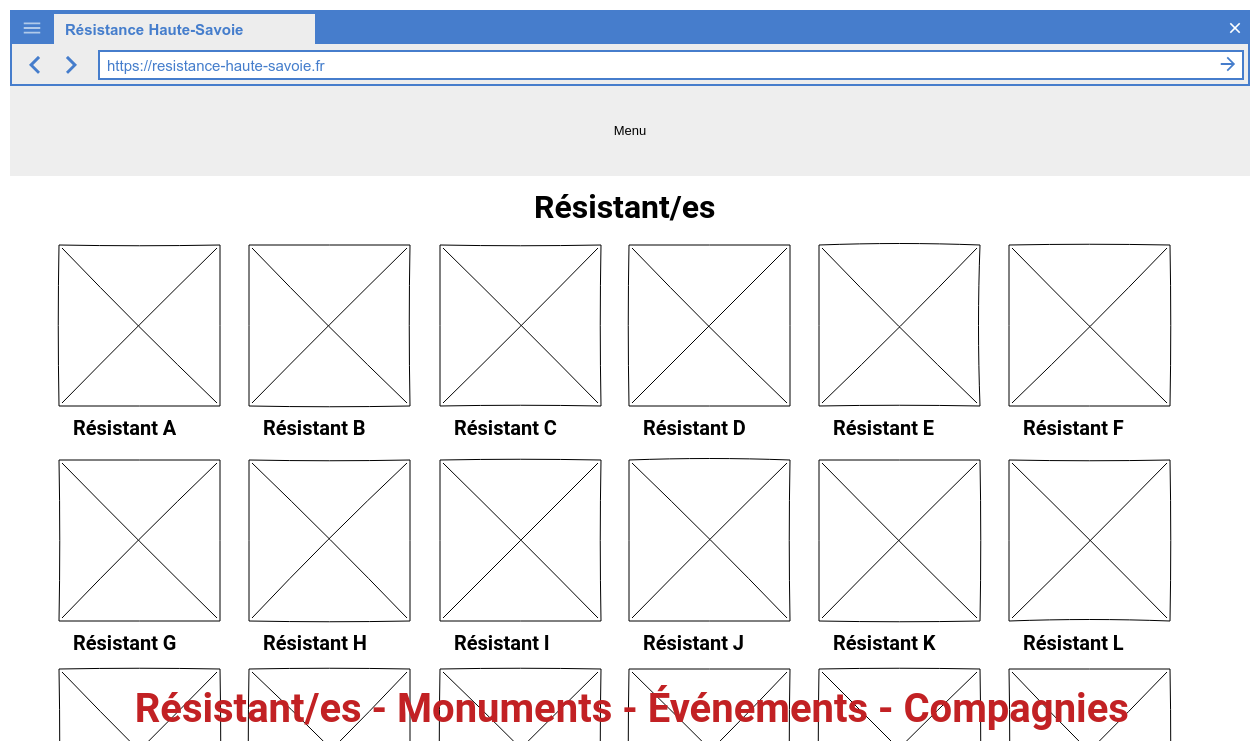 Résistance Haute-Savoie
https://resistance-haute-savoie.fr
Menu
Résistant/es
Résistant A
Résistant B
Résistant C
Résistant D
Résistant E
Résistant F
Résistant G
Résistant H
Résistant I
Résistant J
Résistant K
Résistant L
Résistant/es - Monuments - Événements - Compagnies